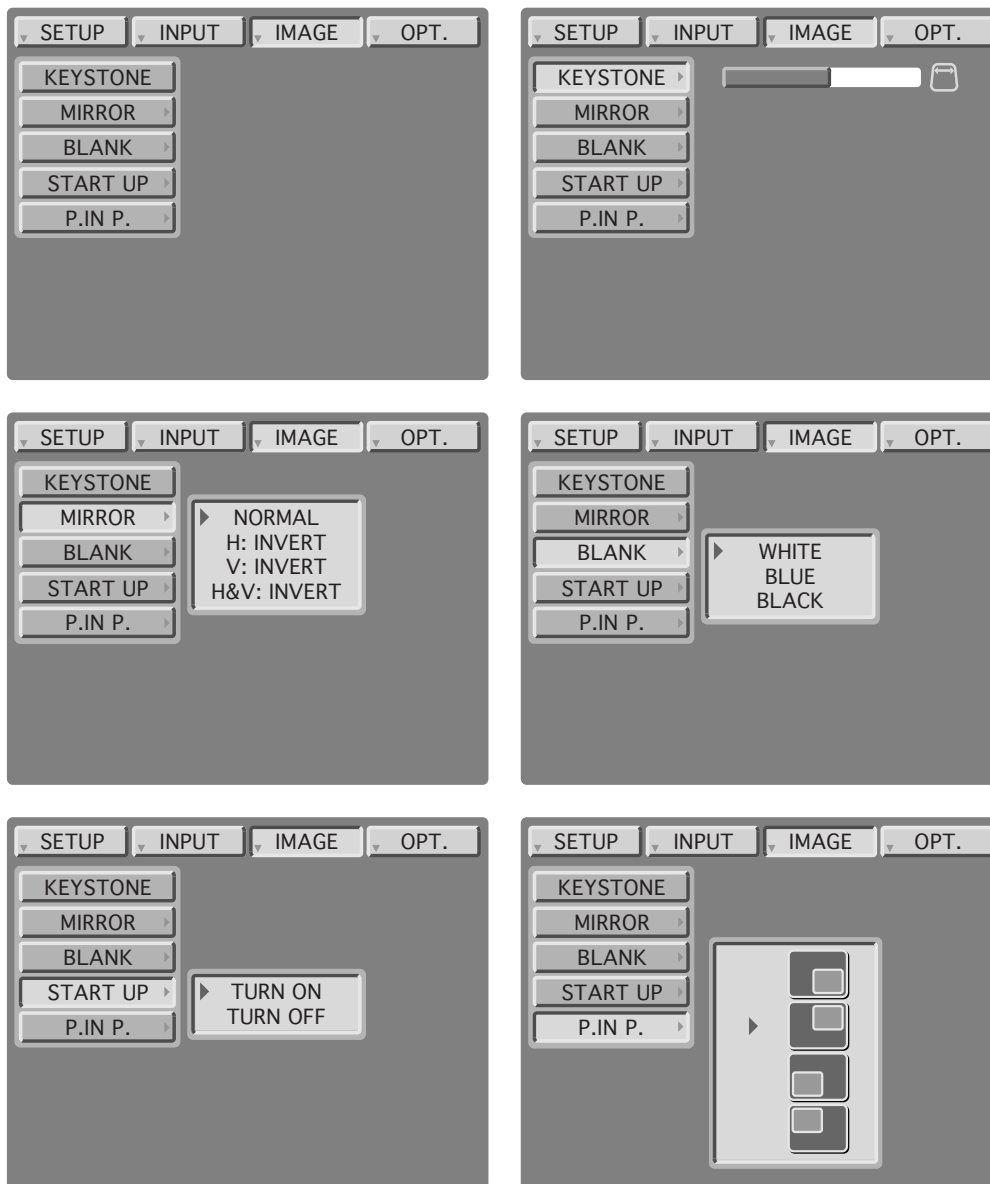 SETUP INPUT IMAGE OPT.
KEYSTONE
MIRROR
BLANK
START UP
P.IN P.
SETUP INPUT IMAGE OPT.
KEYSTONE
MIRROR
BLANK
START UP
P.IN P.
SETUP INPUT IMAGE OPT.
KEYSTONE
MIRROR
BLANK
START UP
P.IN P.
NORMAL
H: INVERT
V: INVERT
H&V: INVERT
SETUP INPUT IMAGE OPT.
KEYSTONE
MIRROR
BLANK
START UP
P.IN P.
WHITE
BLUE
BLACK
SETUP INPUT IMAGE OPT.
KEYSTONE
MIRROR
BLANK
START UP
P.IN P.
TURN ON
TURN OFF
SETUP INPUT IMAGE OPT.
KEYSTONE
MIRROR
BLANK
START UP
P.IN P.